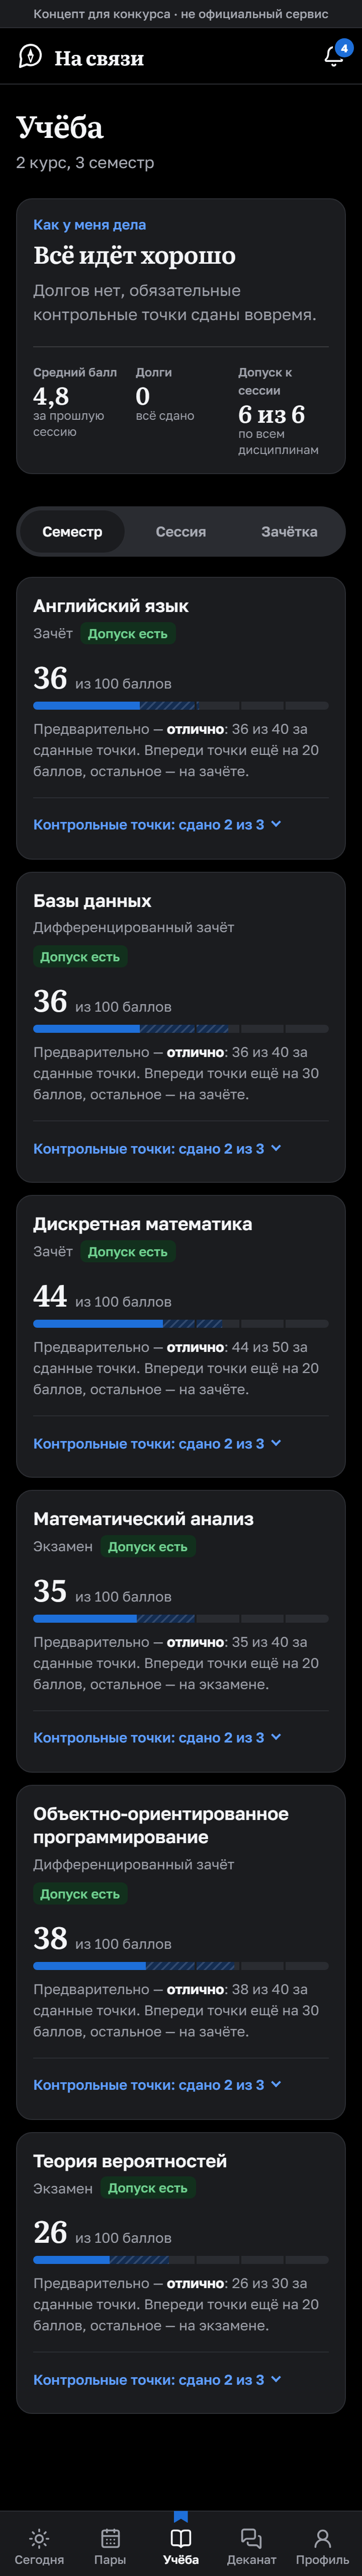 Концепт для конкурса · не официальный сервис
На связи
4
Учёба
2 курс, 3 семестр
Как у меня дела
Всё идёт хорошо
Долгов нет, обязательные
контрольные точки сданы вовремя.
Средний балл
4,8
за прошлую
сессию
Долги
0
всё сдано
Допуск к
сессии
6 из 6
по всем
дисциплинам
Семестр
Сессия
Зачётка
Английский язык
Зачёт Допуск есть
36 из 100 баллов
Предварительно — отлично: 36 из 40 за
сданные точки. Впереди точки ещё на 20
баллов, остальное — на зачёте.
Контрольные точки: сдано 2 из 3
Базы данных
Дифференцированный зачёт
Допуск есть
36 из 100 баллов
Предварительно — отлично: 36 из 40 за
сданные точки. Впереди точки ещё на 30
баллов, остальное — на зачёте.
Контрольные точки: сдано 2 из 3
Дискретная математика
Зачёт Допуск есть
44 из 100 баллов
Предварительно — отлично: 44 из 50 за
сданные точки. Впереди точки ещё на 20
баллов, остальное — на зачёте.
Контрольные точки: сдано 2 из 3
Математический анализ
Экзамен Допуск есть
35 из 100 баллов
Предварительно — отлично: 35 из 40 за
сданные точки. Впереди точки ещё на 20
баллов, остальное — на экзамене.
Контрольные точки: сдано 2 из 3
Объектно-ориентированное
программирование
Дифференцированный зачёт
Допуск есть
38 из 100 баллов
Предварительно — отлично: 38 из 40 за
сданные точки. Впереди точки ещё на 30
баллов, остальное — на зачёте.
Контрольные точки: сдано 2 из 3
Теория вероятностей
Экзамен Допуск есть
26 из 100 баллов
Предварительно — отлично: 26 из 30 за
сданные точки. Впереди точки ещё на 20
баллов, остальное — на экзамене.
Контрольные точки: сдано 2 из 3
Сегодня
Пары
Учёба
Деканат
Профиль